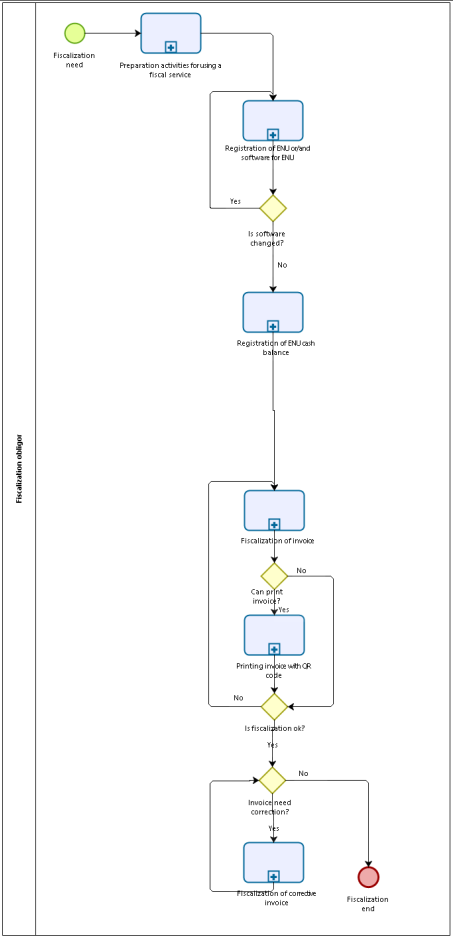 Fiscalization obligor
Fiscalization
need
Preparation activities for using a
fiscal service
Registration of ENU or/and
software for ENU
Yes
Is software
changed?
No
Registration of ENU cash
balance
Fiscalization of invoice
No
Can print
invoice?
Yes
Printing invoice with QR
code
No
Is fiscalization ok?
Yes
No
Invoice need
correction?
Yes
Fiscalization of corrective
invoice
Fiscalization
end